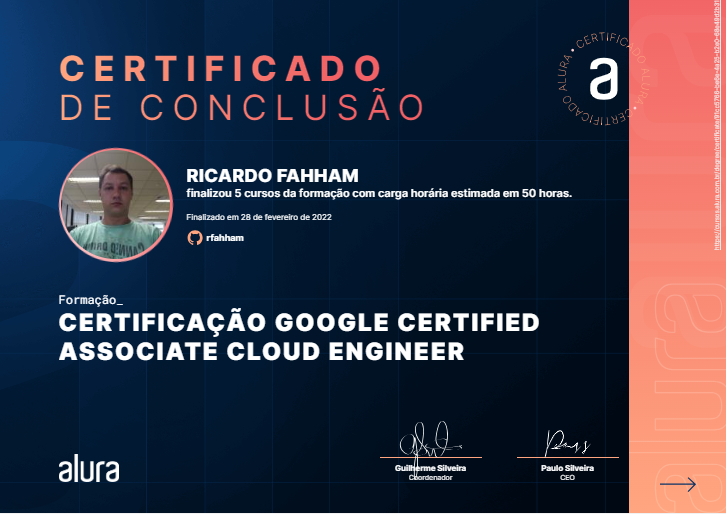 CERTIFICADO
DE CONCLUSÃO
• CERTIFICADO ALURA • CERTIFICADO ALURA
a
RICARDO FAHHAM
finalizou 5 cursos da formação com carga horária estimada em 50 horas.
Finalizado em 28 de fevereiro de 2022
rfahham
Formação_
CERTIFICAÇÃO GOOGLE CERTIFIED
ASSOCIATE CLOUD ENGINEER
alura
Guilherme Silveira
Coordenador
Paulo Silveira
CEO
alura